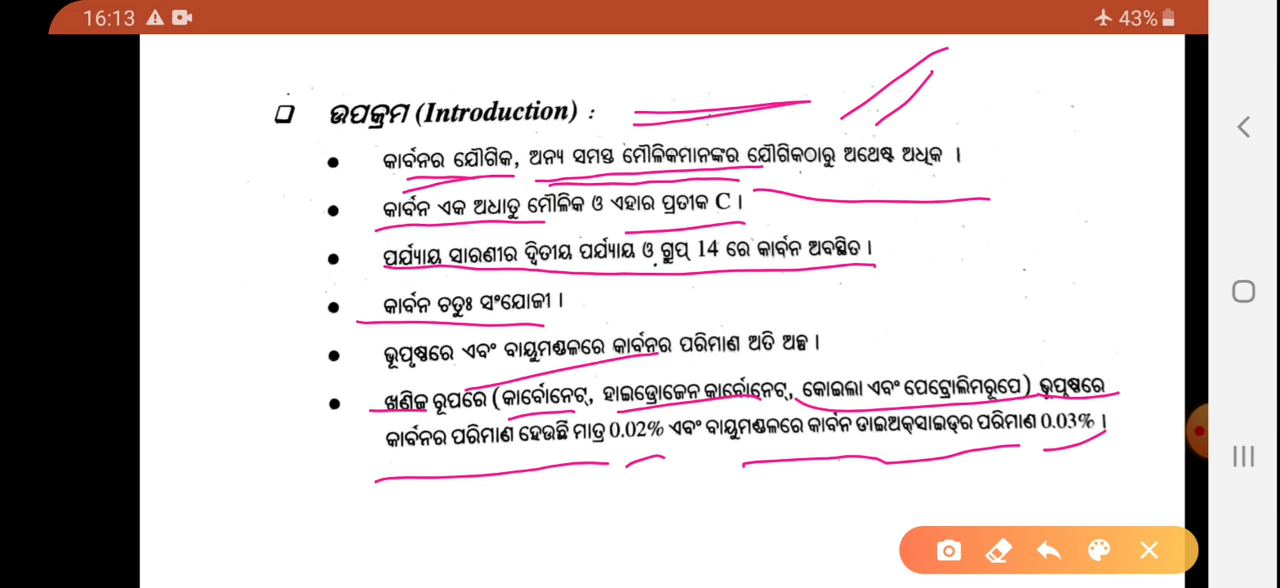 16:13
43%
❑ ଉପକ୍ରମ (Introduction) :
● କାର୍ବନର ଯୌଗିକ, ଅନ୍ୟ ସମସ୍ତ ମୌଳିକମାନଙ୍କର ଯୌଗିକଠାରୁ ଅଥେଷ୍ଟ ଅଧିକ ।
● କାର୍ବନ ଏକ ଅଧାତୁ ମୌଳିକ ଓ ଏହାର ପ୍ରତୀକ C ।
● ପର୍ଯ୍ୟାୟ ସାରଣୀର ଦ୍ୱିତୀୟ ପର୍ଯ୍ୟାୟ ଓ ଗ୍ରୁପ୍ 14 ରେ କାର୍ବନ ଅବସ୍ଥିତ ।
● କାର୍ବନ ଚତୁଃ ସଂଯୋଜୀ ।
● ଭୂପୃଷ୍ଠରେ ଏବଂ ବାୟୁମଣ୍ଡଳରେ କାର୍ବନର ପରିମାଣ ଅତି ଅଳ୍ପ ।
● ଖଣିଜ ରୂପରେ (କାର୍ବୋନେଟ୍, ହାଇଡ୍ରୋଜେନ କାର୍ବୋନେଟ୍, କୋଇଲା ଏବଂ ପେଟ୍ରୋଲିମରୂପେ) ଭୂପୃଷ୍ଠରେ
କାର୍ବନର ପରିମାଣ ହେଉଛି ମାତ୍ର 0.02% ଏବଂ ବାୟୁମଣ୍ଡଳରେ କାର୍ବନ ଡାଇଅକ୍ସାଇଡ୍‌ର ପରିମାଣ 0.03% ।